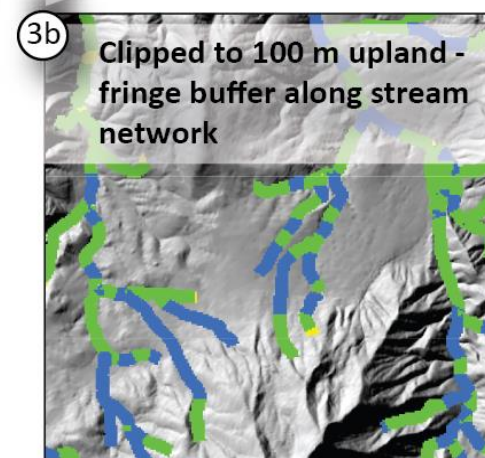 3b
Clipped to 100 m upland -
fringe buffer along stream
network